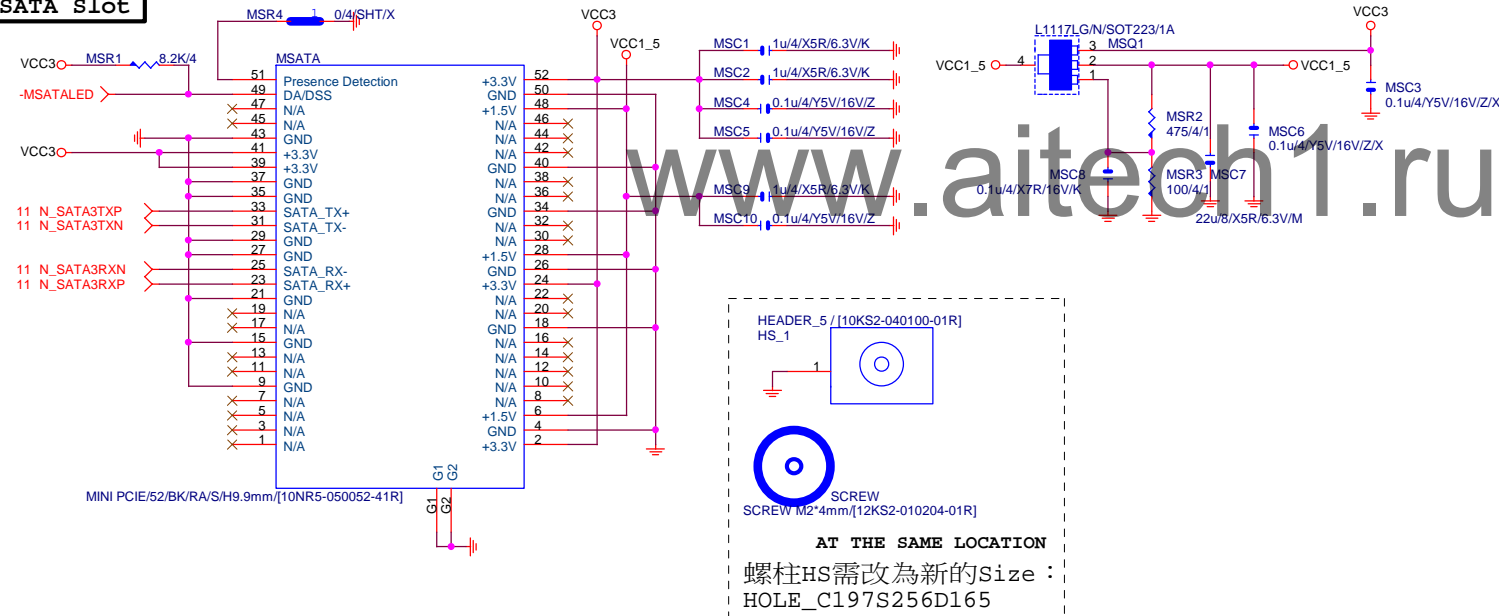 SATA Slot
MSR4 1 0/4/SHT/X
VCC3 MSR1 8.2K/4
-MSATALED
MSATA
51 Presence Detection
49 DA/DSS
47 N/A
45 N/A
43 GND
VCC3 41 +3.3V
39 +3.3V
37 GND
35 GND
11 N_SATA3TXP 33 SATA_TX+
11 N_SATA3TXN 31 SATA_TX-
29 GND
27 GND
11 N_SATA3RXN 25 SATA_RX-
11 N_SATA3RXP 23 SATA_RX+
21 GND
19 N/A
17 N/A
15 GND
13 N/A
11 N/A
9 GND
7 N/A
5 N/A
3 N/A
1 N/A
+3.3V 52
GND 50
+1.5V 48
N/A 46
N/A 44
N/A 42
GND 40
N/A 38
N/A 36
GND 34
N/A 32
N/A 30
+1.5V 28
GND 26
+3.3V 24
N/A 22
N/A 20
GND 18
N/A 16
N/A 14
N/A 12
N/A 10
N/A 8
+1.5V 6
GND 4
+3.3V 2
G1 G2
G1 G2
MINI PCIE/52/BK/RA/S/H9.9mm/[10NR5-050052-41R]
VCC3
VCC1_5
MSC1 1u/4/X5R/6.3V/K
MSC2 1u/4/X5R/6.3V/K
MSC4 0.1u/4/Y5V/16V/Z
MSC5 0.1u/4/Y5V/16V/Z
MSC9 1u/4/X5R/6.3V/K
MSC10 0.1u/4/Y5V/16V/Z
L1117LG/N/SOT223/1A
MSQ1
VCC3
VCC1_5 4 3 2 1 VCC1_5
MSC3
0.1u/4/Y5V/16V/Z/X
MSR2
475/4/1
MSC6
0.1u/4/Y5V/16V/Z/X
MSC8
0.1u/4/X7R/16V/K
MSR3
100/4/1
MSC7
22u/8/X5R/6.3V/M
www.aitech1.ru
HEADER_5 / [10KS2-040100-01R]
HS_1
1
SCREW
SCREW M2*4mm/[12KS2-010204-01R]
AT THE SAME LOCATION
螺柱HS需改為新的Size：
HOLE_C197S256D165